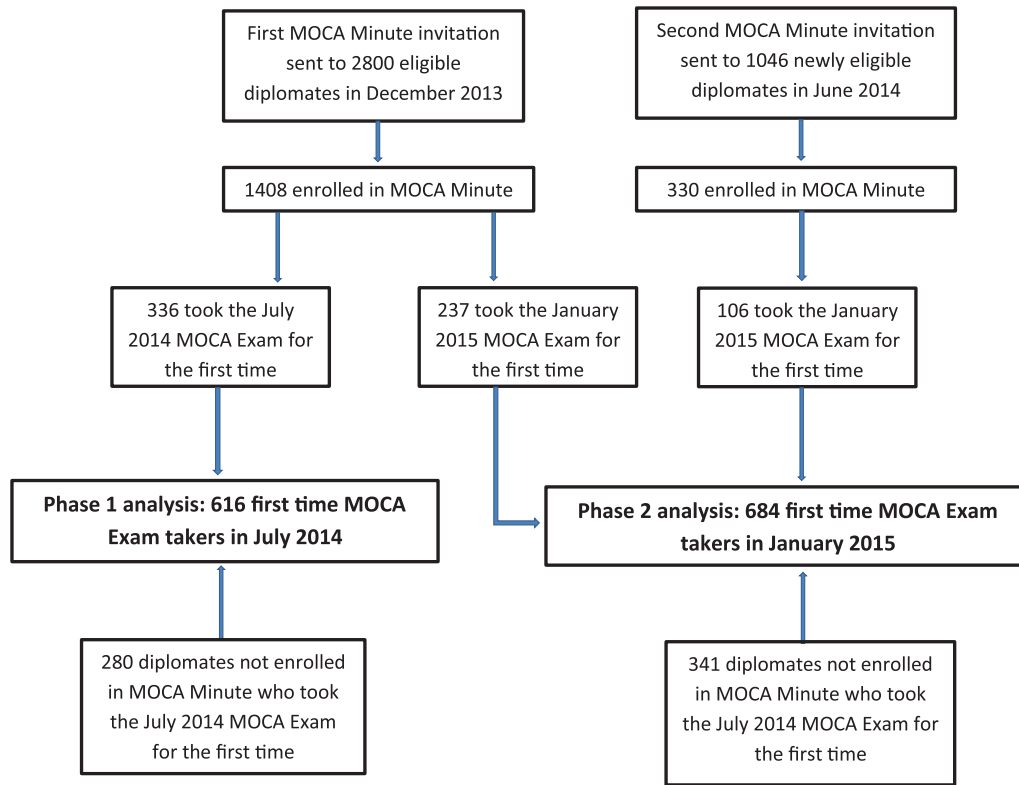 First MOCA Minute invitation
sent to 2800 eligible
diplomates in December 2013
Second MOCA Minute invitation
sent to 1046 newly eligible
diplomates in June 2014
1408 enrolled in MOCA Minute
330 enrolled in MOCA Minute
336 took the July
2014 MOCA Exam for
the first time
237 took the January
2015 MOCA Exam for
the first time
106 took the January
2015 MOCA Exam for
the first time
Phase 1 analysis: 616 first time MOCA
Exam takers in July 2014
Phase 2 analysis: 684 first time MOCA Exam
takers in January 2015
280 diplomates not enrolled
in MOCA Minute who took
the July 2014 MOCA Exam
for the first time
341 diplomates not enrolled
in MOCA Minute who took
the July 2014 MOCA Exam for
the first time